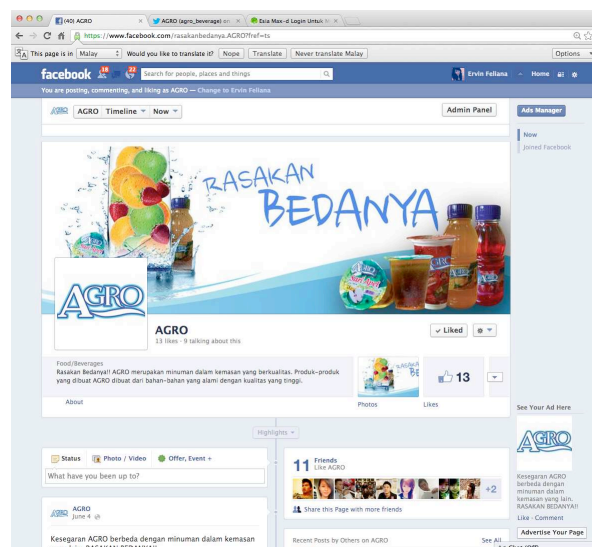 (40) AGRO
AGRO (agro_beverage) on
Esia Max-d Login Untuk M
https://www.facebook.com/rasakanbedanya.AGRO?fref=ts
This page is in Malay Would you like to translate it? Nope Translate Never translate Malay Options
facebook 18 22 Search for people, places and things Ervin Feliana Home
You are posting, commenting, and liking as AGRO — Change to Ervin Feliana
AGRO AGRO Timeline Now Admin Panel Ads Manager
Now
Joined Facebook
RASAKAN
BEDANYA
AGRO
AGRO
13 likes · 9 talking about this
Liked
Food/Beverages
Rasakan Bedanya!! AGRO merupakan minuman dalam kemasan yang berkualitas. Produk-produk
yang dibuat AGRO dibuat dari bahan-bahan yang alami dengan kualitas yang tinggi.
About
13
Photos Likes
Highlights
See Your Ad Here
AGRO
Kesegaran AGRO
berbeda dengan
minuman dalam
kemasan yang lain.
RASAKAN BEDANYA!!
Like · Comment
Advertise Your Page
Status Photo / Video Offer, Event +
What have you been up to?
11 Friends
Like AGRO
+2
Share this Page with more friends
AGRO
June 4
Kesegaran AGRO berbeda dengan minuman dalam kemasan
Recent Posts by Others on AGRO See All